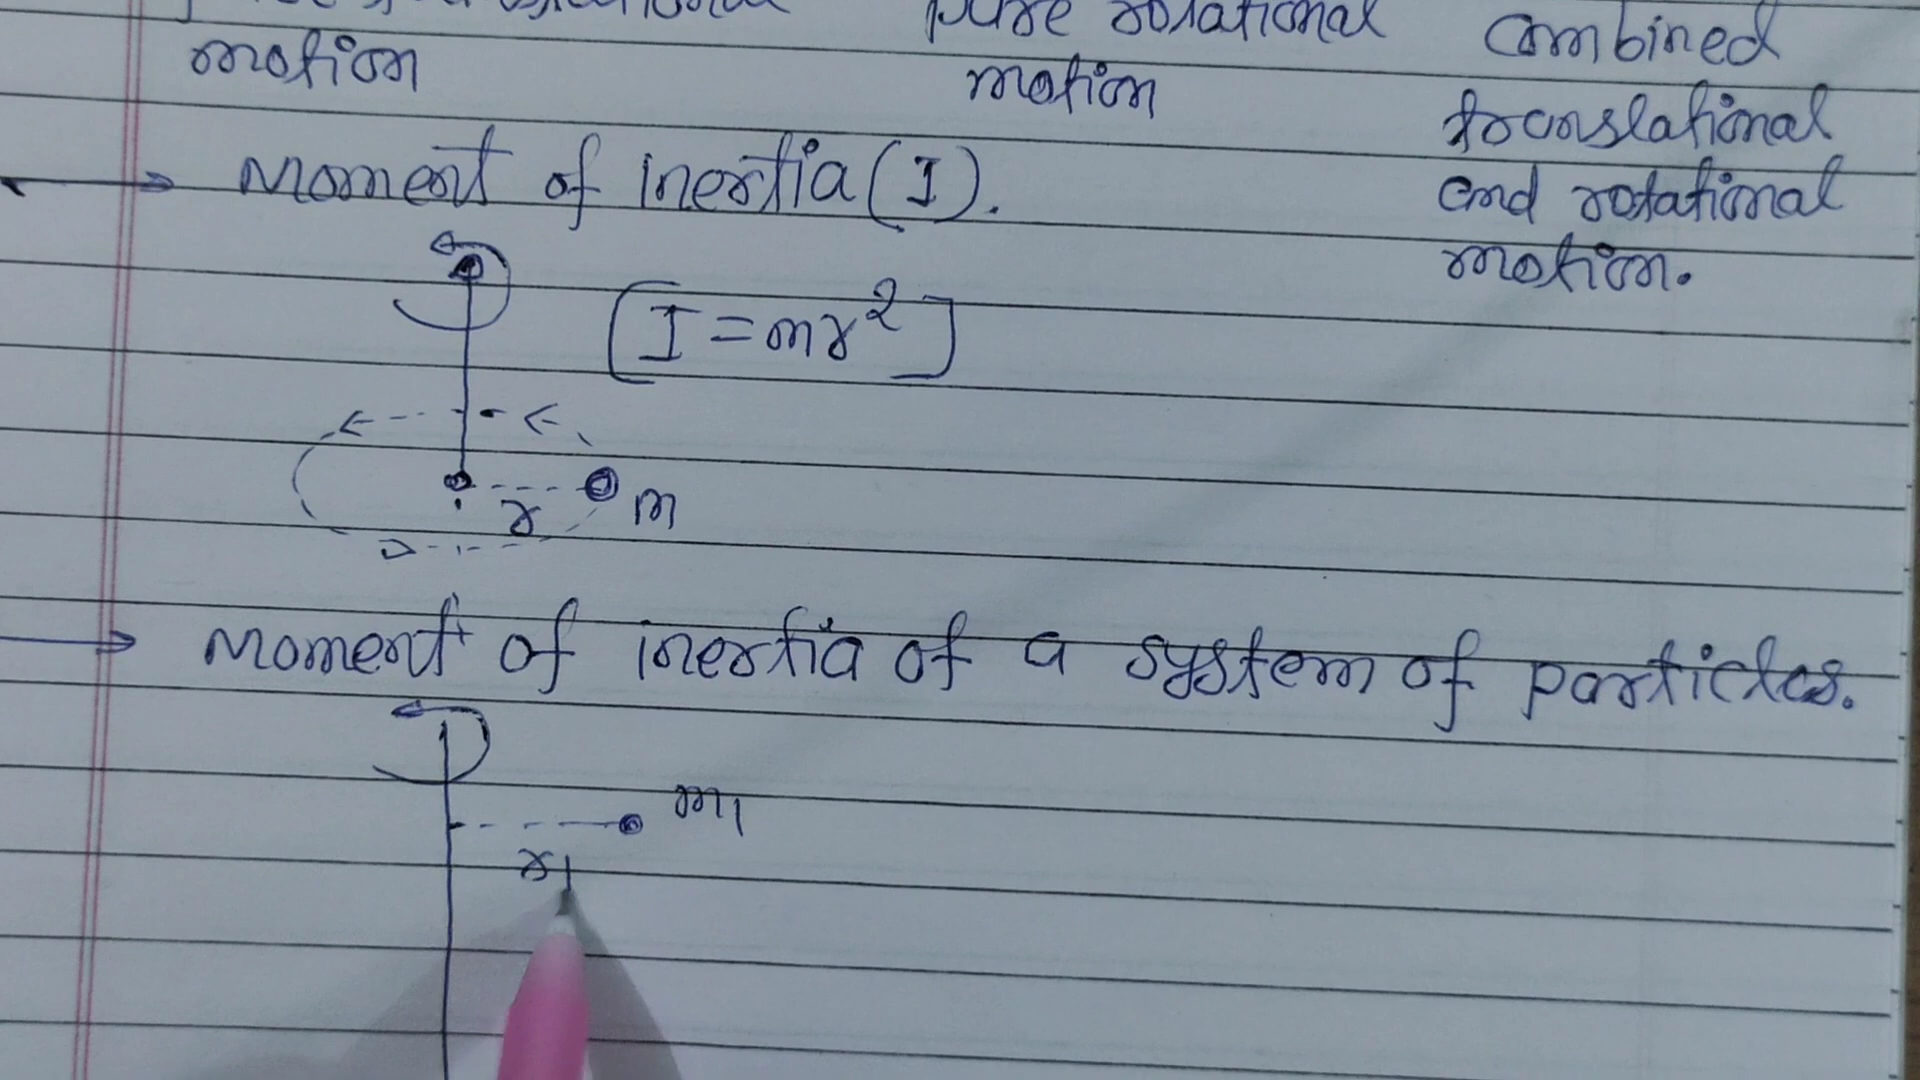 pure rotational
motion
motion
combined
translational
and rotational
motion.
Moment of inertia (I).
[I = mr²]
r
m
Moment of inertia of a system of particles.
m1
r1